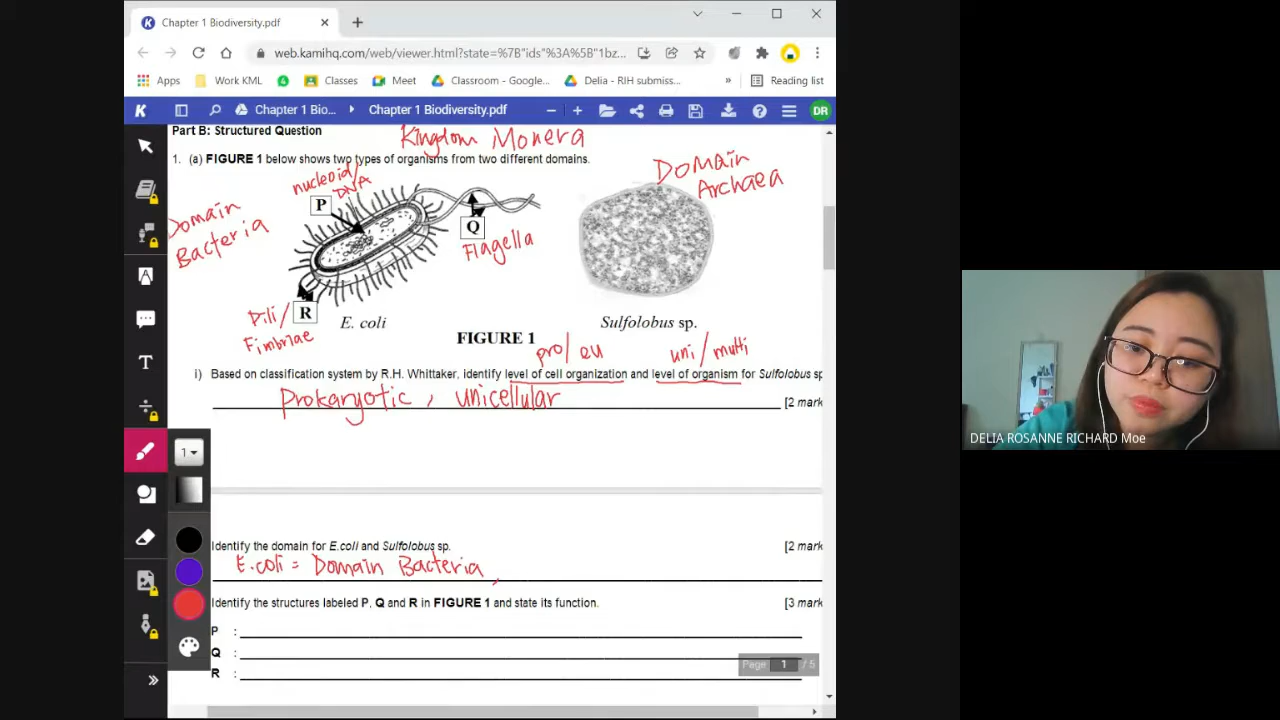 Chapter 1 Biodiversity.pdf
web.kamihq.com/web/viewer.html?state=%7B"ids"%3A%5B"1bz...
Apps Work KML Classes Meet Classroom - Google... Delia - RIH submiss... » Reading list
K Chapter 1 Bio... Chapter 1 Biodiversity.pdf DR
Part B: Structured Question
Kingdom Monera
1. (a) FIGURE 1 below shows two types of organisms from two different domains.
Domain
Archaea
nucleoid/
DNA
P
Domain
Bacteria
Q
Flagella
R
Pili/
Fimbriae
E. coli
Sulfolobus sp.
FIGURE 1
pro/eu uni/multi
i) Based on classification system by R.H. Whittaker, identify level of cell organization and level of organism for Sulfolobus sp
Prokaryotic, unicellular
[2 mark
Identify the domain for E.coli and Sulfolobus sp. [2 mark
E.coli = Domain Bacteria,
Identify the structures labeled P, Q and R in FIGURE 1 and state its function. [3 mark
P :
Q :
R :
Page 1 / 5
T
1
DELIA ROSANNE RICHARD Moe